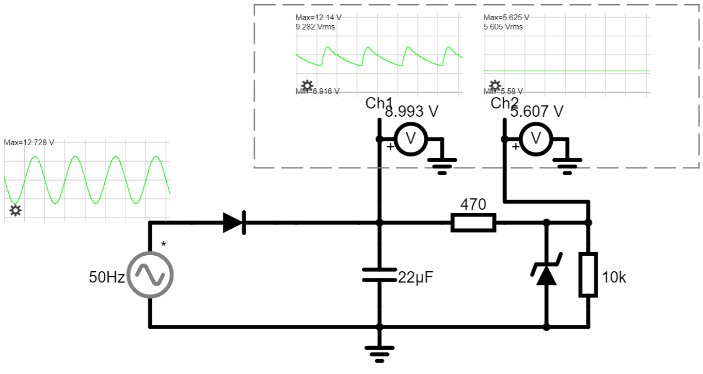 Max=12.14 V
9.282 Vrms
Min=6.916 V
Max=5.625 V
5.605 Vrms
Min=5.58 V
Ch1
8.993 V
Ch2
5.607 V
V
+
V
+
Max=12.728 V
470
*
50Hz
22μF
10k